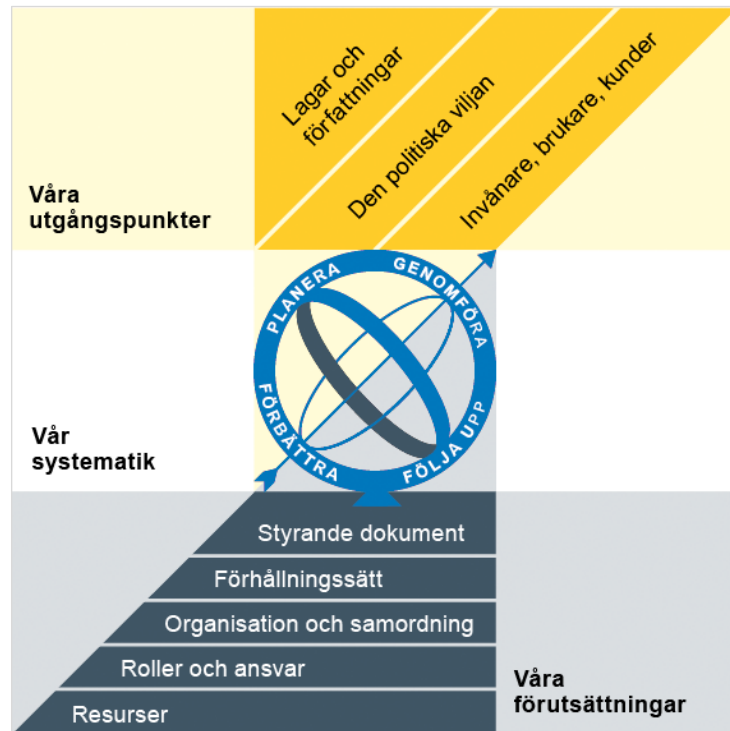 Lagar och
författningar
Den politiska viljan
Invånare, brukare, kunder
Våra
utgångspunkter
PLANERA
GENOMFÖRA
FÖLJA UPP
FÖRBÄTTRA
Vår
systematik
Styrande dokument
Förhållningssätt
Organisation och samordning
Roller och ansvar
Resurser
Våra
förutsättningar